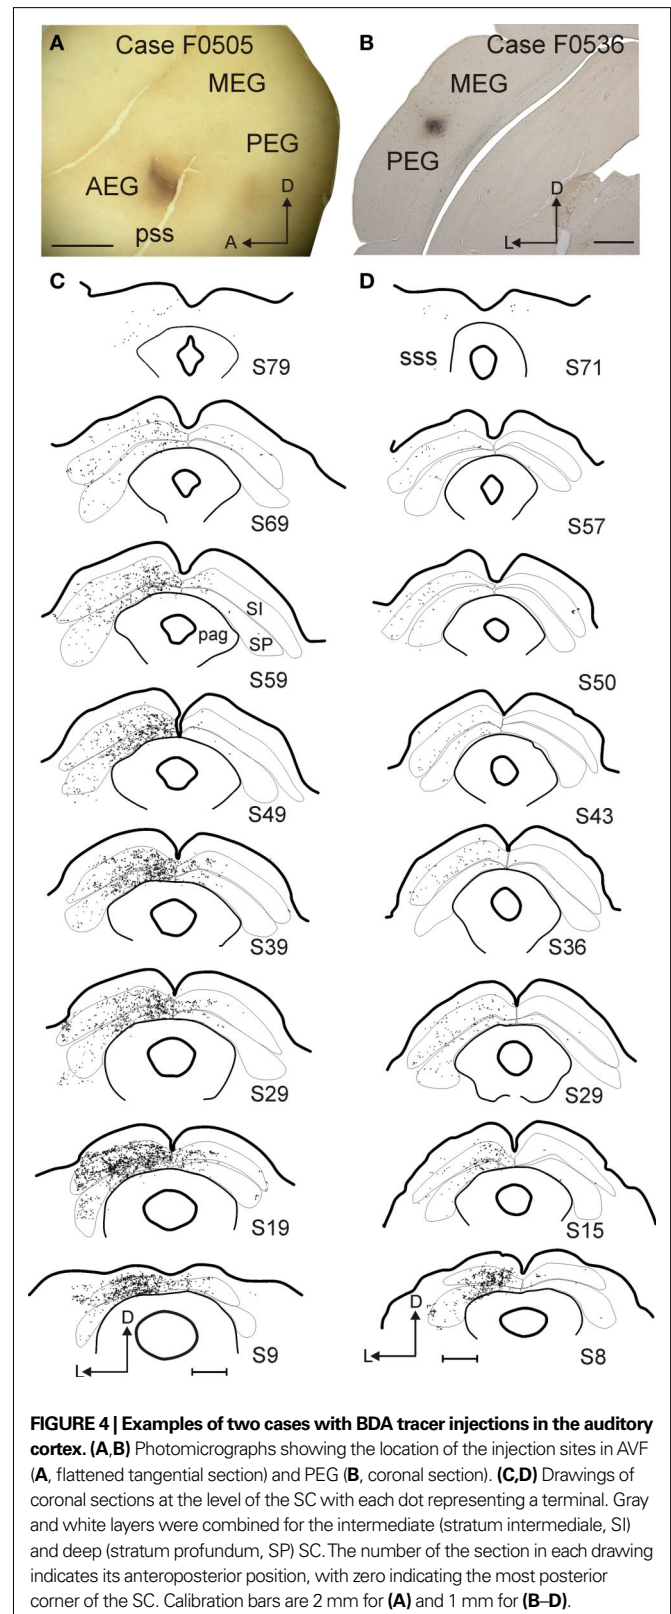 A Case F0505
MEG
PEG
AEG
D
A
pss
B Case F0536
MEG
PEG
D
L
C
S79
S69
SI
pag
SP
S59
S49
S39
S29
S19
D
L
S9
D
sss
S71
S57
S50
S43
S36
S29
S15
D
L
S8
FIGURE 4 | Examples of two cases with BDA tracer injections in the auditory
cortex. (A,B) Photomicrographs showing the location of the injection sites in AVF
(A, flattened tangential section) and PEG (B, coronal section). (C,D) Drawings of
coronal sections at the level of the SC with each dot representing a terminal. Gray
and white layers were combined for the intermediate (stratum intermediale, SI)
and deep (stratum profundum, SP) SC. The number of the section in each drawing
indicates its anteroposterior position, with zero indicating the most posterior
corner of the SC. Calibration bars are 2 mm for (A) and 1 mm for (B–D).